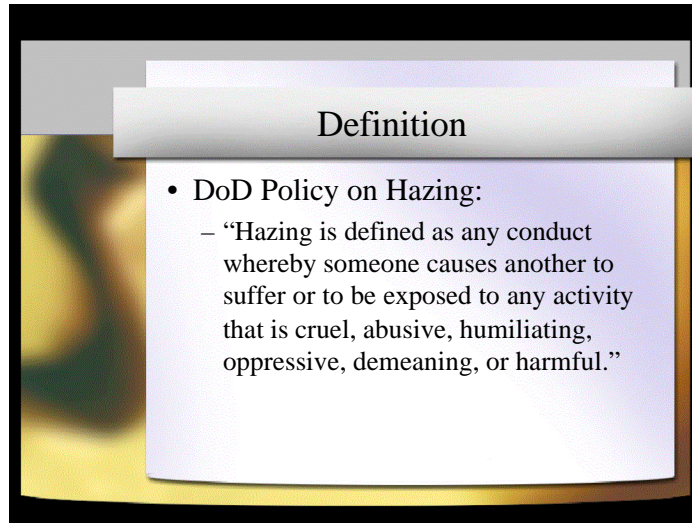 Definition
• DoD Policy on Hazing:
– “Hazing is defined as any conduct
whereby someone causes another to
suffer or to be exposed to any activity
that is cruel, abusive, humiliating,
oppressive, demeaning, or harmful.”